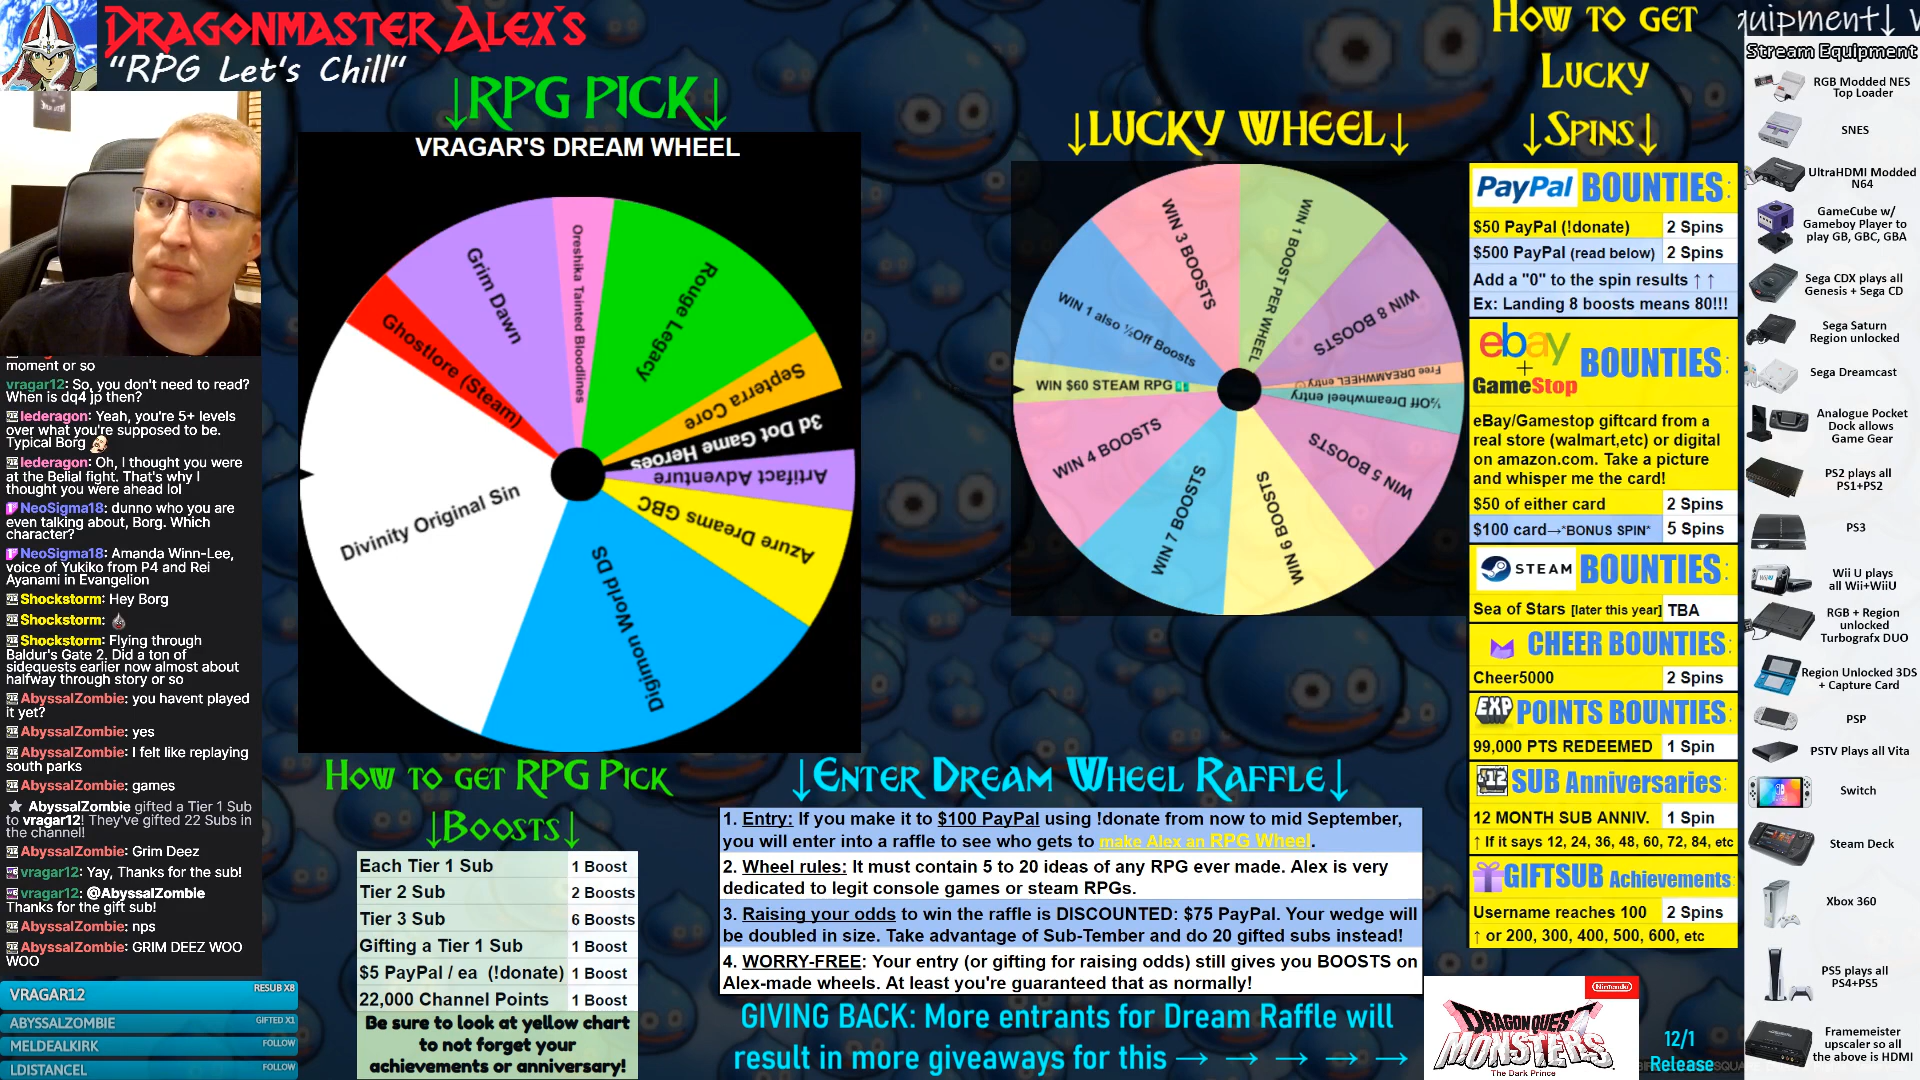 DRAGONMASTER ALEX'S
"RPG Let's Chill"
↓RPG PICK↓
VRAGAR'S DREAM WHEEL
Oreshika Tainted Bloodlines
Rouge Legacy
Septerra Core
3d Dot Game Heroes
Artifact Adventure
Azure Dreams GBC
Digimon World DS
Divinity Original Sin
Ghostlore (Steam)
Grim Dawn
↓LUCKY WHEEL↓
WIN 3 BOOSTS
WIN 1 BOOST PER WHEEL
WIN 8 BOOSTS
Free DREAMWHEEL entry
½Off Dreamwheel entry
WIN 5 BOOSTS
WIN 6 BOOSTS
WIN 7 BOOSTS
WIN 4 BOOSTS
WIN $60 STEAM RPG
WIN 1 also ½Off Boosts
HOW TO GET
LUCKY
↓SPINS↓
PayPal BOUNTIES:
$50 PayPal (!donate) 2 Spins
$500 PayPal (read below) 2 Spins
Add a "0" to the spin results ↑ ↑
Ex: Landing 8 boosts means 80!!!
ebay
+
GameStop
BOUNTIES:
eBay/Gamestop giftcard from a
real store (walmart,etc) or digital
on amazon.com. Take a picture
and whisper me the card!
$50 of either card 2 Spins
$100 card→*BONUS SPIN* 5 Spins
STEAM BOUNTIES:
Sea of Stars [later this year] TBA
CHEER BOUNTIES:
Cheer5000 2 Spins
EXP POINTS BOUNTIES:
99,000 PTS REDEEMED 1 Spin
12 SUB Anniversaries:
12 MONTH SUB ANNIV. 1 Spin
↑ If it says 12, 24, 36, 48, 60, 72, 84, etc
GIFTSUB Achievements:
Username reaches 100 2 Spins
↑ or 200, 300, 400, 500, 600, etc
quipment↓
Stream Equipment
RGB Modded NES
Top Loader
SNES
UltraHDMI Modded
N64
GameCube w/
Gameboy Player to
play GB, GBC, GBA
Sega CDX plays all
Genesis + Sega CD
Sega Saturn
Region unlocked
Sega Dreamcast
Analogue Pocket
Dock allows
Game Gear
PS2 plays all
PS1+PS2
PS3
Wii U plays
all Wii+WiiU
RGB + Region
unlocked
Turbografx DUO
Region Unlocked 3DS
+ Capture Card
PSP
PSTV Plays all Vita
Switch
Steam Deck
Xbox 360
PS5 plays all
PS4+PS5
Framemeister
upscaler so all
the above is HDMI
moment or so
vragar12: So, you don't need to read?
When is dq4 jp then?
lederagon: Yeah, you're 5+ levels
over what you're supposed to be.
Typical Borg
lederagon: Oh, I thought you were
at the Belial fight. That's why I
thought you were ahead lol
NeoSigma18: dunno who you are
even talking about, Borg. Which
character?
NeoSigma18: Amanda Winn-Lee,
voice of Yukiko from P4 and Rei
Ayanami in Evangelion
Shockstorm: Hey Borg
Shockstorm:
Shockstorm: Flying through
Baldur's Gate 2. Did a ton of
sidequests earlier now almost about
halfway through story or so
AbyssalZombie: you havent played
it yet?
AbyssalZombie: yes
AbyssalZombie: I felt like replaying
south parks
AbyssalZombie: games
AbyssalZombie gifted a Tier 1 Sub
to vragar12! They've gifted 22 Subs in
the channel!
AbyssalZombie: Grim Deez
vragar12: Yay, Thanks for the sub!
vragar12: @AbyssalZombie
Thanks for the gift sub!
AbyssalZombie: nps
AbyssalZombie: GRIM DEEZ WOO
WOO
VRAGAR12 RESUB X8
ABYSSALZOMBIE GIFTED X1
MELDEALKIRK FOLLOW
LDISTANCEL FOLLOW
HOW TO GET RPG PICK
↓BOOSTS↓
Each Tier 1 Sub 1 Boost
Tier 2 Sub 2 Boosts
Tier 3 Sub 6 Boosts
Gifting a Tier 1 Sub 1 Boost
$5 PayPal / ea (!donate) 1 Boost
22,000 Channel Points 1 Boost
Be sure to look at yellow chart
to not forget your
achievements or anniversary!
↓ENTER DREAM WHEEL RAFFLE↓
1. Entry: If you make it to $100 PayPal using !donate from now to mid September,
you will enter into a raffle to see who gets to make Alex an RPG Wheel.
2. Wheel rules: It must contain 5 to 20 ideas of any RPG ever made. Alex is very
dedicated to legit console games or steam RPGs.
3. Raising your odds to win the raffle is DISCOUNTED: $75 PayPal. Your wedge will
be doubled in size. Take advantage of Sub-Tember and do 20 gifted subs instead!
4. WORRY-FREE: Your entry (or gifting for raising odds) still gives you BOOSTS on
Alex-made wheels. At least you're guaranteed that as normally!
GIVING BACK: More entrants for Dream Raffle will
result in more giveaways for this → → → → →
Nintendo
DRAGON QUEST
MONSTERS
The Dark Prince
12/1
Release